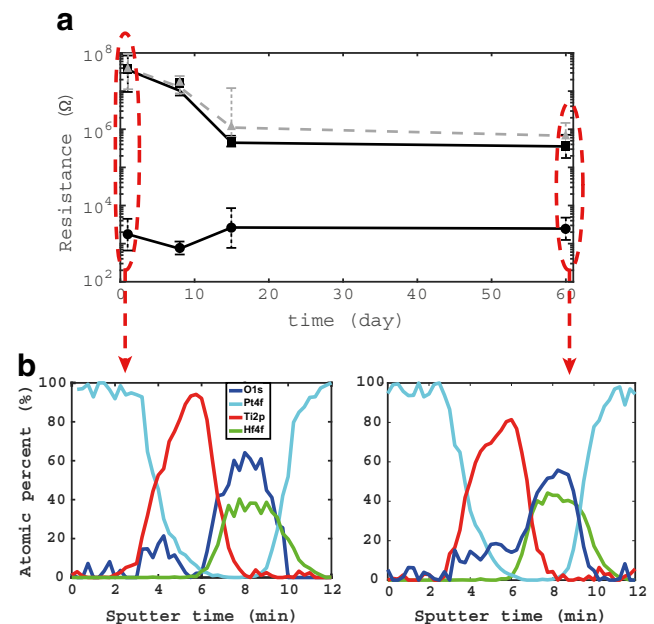 a
10^8
10^6
10^4
10^2
Resistance (Ω)
0 10 20 30 40 50 60
time (day)
b
100
80
60
40
20
0
Atomic percent (%)
O1s
Pt4f
Ti2p
Hf4f
0 2 4 6 8 10 12
Sputter time (min)
100
80
60
40
20
0
0 2 4 6 8 10 12
Sputter time (min)